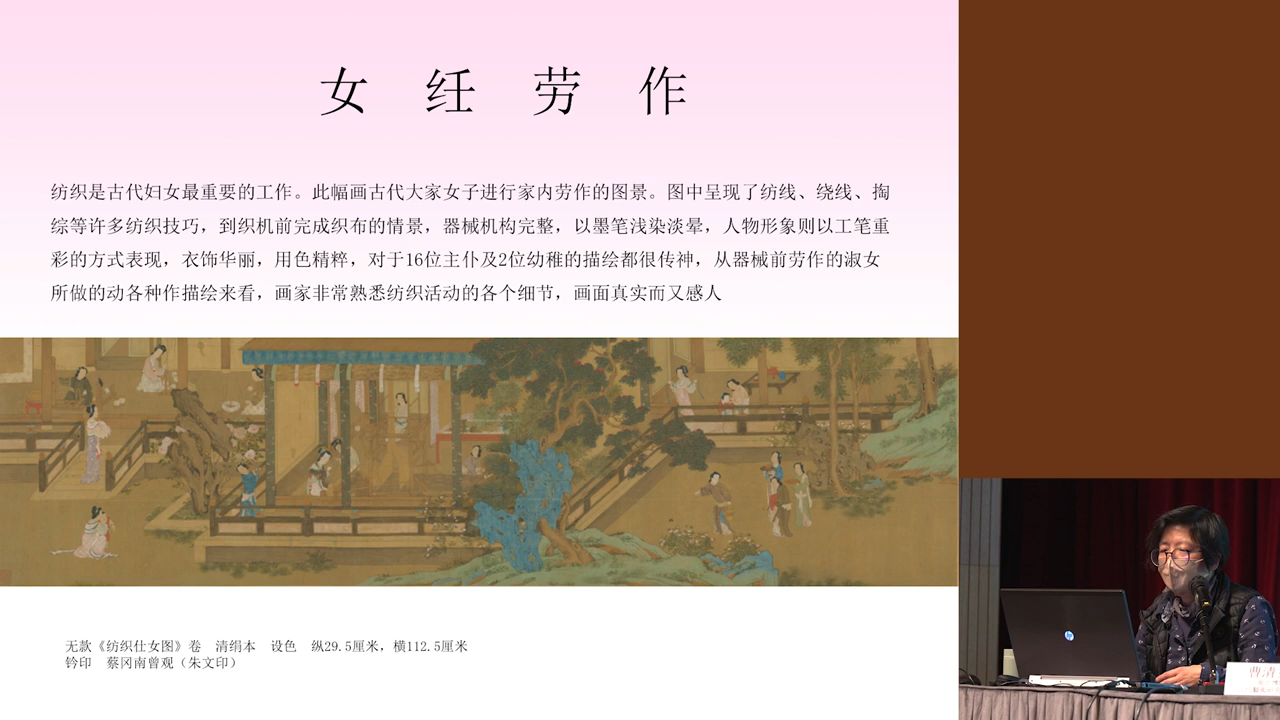 女 纴 劳 作
纺织是古代妇女最重要的工作。此幅画古代大家女子进行家内劳作的图景。图中呈现了纺线、绕线、掏
综等许多纺织技巧，到织机前完成织布的情景，器械机构完整，以墨笔浅染淡晕，人物形象则以工笔重
彩的方式表现，衣饰华丽，用色精粹，对于16位主仆及2位幼稚的描绘都很传神，从器械前劳作的淑女
所做的动各种作描绘来看，画家非常熟悉纺织活动的各个细节，画面真实而又感人
无款《纺织仕女图》卷 清绢本 设色 纵29.5厘米，横112.5厘米
钤印 蔡冈南曾观（朱文印）
曹清